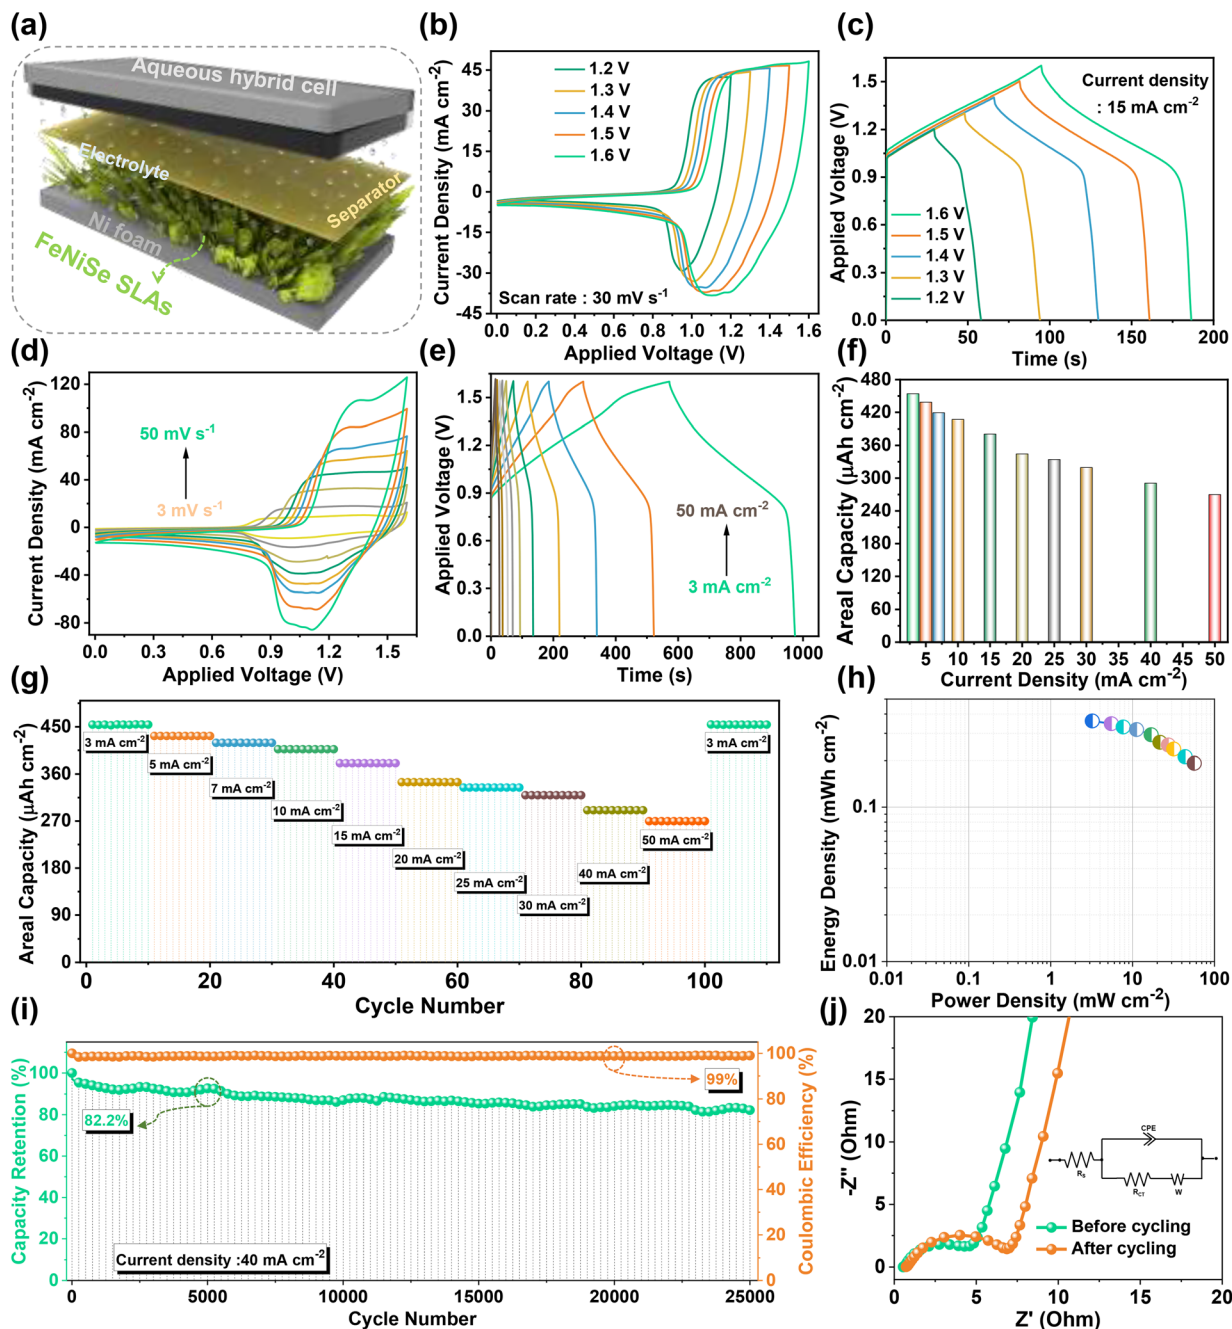 (a)
Aqueous hybrid cell
Electrolyte
Separator
Ni foam
FeNiSe SLAs
(b)
Current Density (mA cm⁻²)
45
30
15
0
-15
-30
-45
1.2 V
1.3 V
1.4 V
1.5 V
1.6 V
Scan rate : 30 mV s⁻¹
0.0 0.2 0.4 0.6 0.8 1.0 1.2 1.4 1.6
Applied Voltage (V)
(c)
Applied Voltage (V)
1.5
1.2
0.9
0.6
0.3
0.0
Current density
: 15 mA cm⁻²
1.6 V
1.5 V
1.4 V
1.3 V
1.2 V
0 50 100 150 200
Time (s)
(d)
Current Density (mA cm⁻²)
120
80
40
0
-40
-80
50 mV s⁻¹
3 mV s⁻¹
0.0 0.3 0.6 0.9 1.2 1.5
Applied Voltage (V)
(e)
Applied Voltage (V)
1.5
1.2
0.9
0.6
0.3
0.0
50 mA cm⁻²
3 mA cm⁻²
0 200 400 600 800 1000
Time (s)
(f)
Areal Capacity (µAh cm⁻²)
480
420
360
300
240
180
120
60
0
5 10 15 20 25 30 35 40 45 50
Current Density (mA cm⁻²)
(g)
Areal Capacity (µAh cm⁻²)
450
360
270
180
90
0
3 mA cm⁻²
5 mA cm⁻²
7 mA cm⁻²
10 mA cm⁻²
15 mA cm⁻²
20 mA cm⁻²
25 mA cm⁻²
30 mA cm⁻²
40 mA cm⁻²
50 mA cm⁻²
3 mA cm⁻²
0 20 40 60 80 100
Cycle Number
(h)
Energy Density (mWh cm⁻²)
0.1
0.01
0.01 0.1 1 10 100
Power Density (mW cm⁻²)
(i)
Capacity Retention (%)
100
80
60
40
20
0
82.2%
99%
Current density :40 mA cm⁻²
100
80
60
40
20
0
Coulombic Efficiency (%)
0 5000 10000 15000 20000 25000
Cycle Number
(j)
-Z'' (Ohm)
20
15
10
5
0
CPE
R_S
R_CT
W
Before cycling
After cycling
0 5 10 15 20
Z' (Ohm)